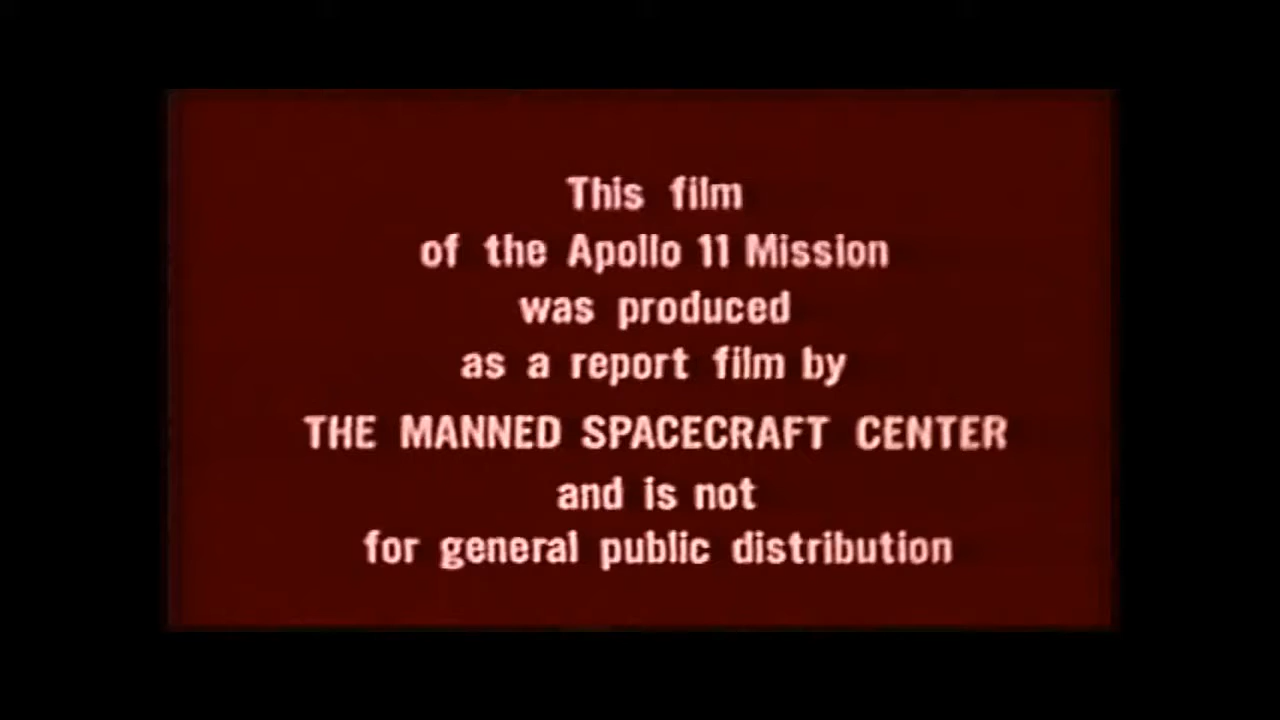 This film
of the Apollo 11 Mission
was produced
as a report film by
THE MANNED SPACECRAFT CENTER
and is not
for general public distribution